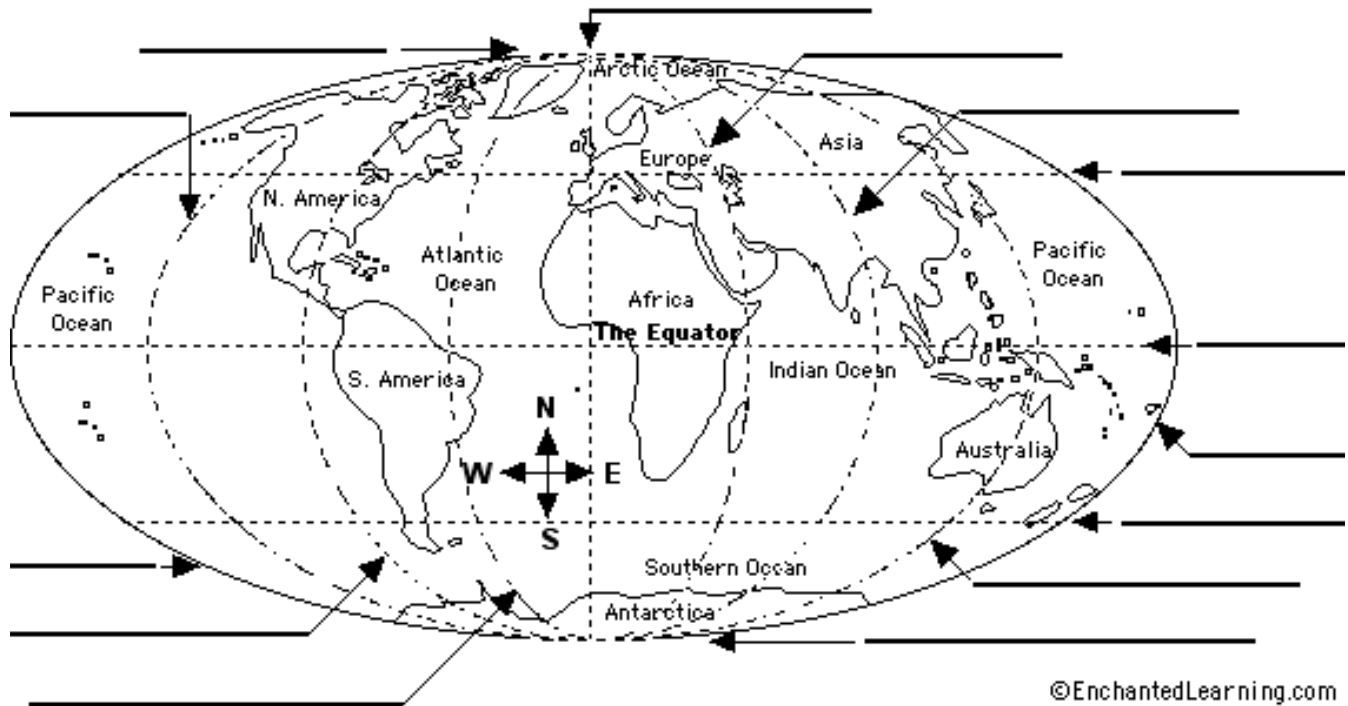 Arctic Ocean
Asia
Europe
N. America
Atlantic
Ocean
Pacific
Ocean
Pacific
Ocean
Africa
The Equator
Indian Ocean
S. America
N
W
E
S
Australia
Southern Ocean
Antarctica
©EnchantedLearning.com